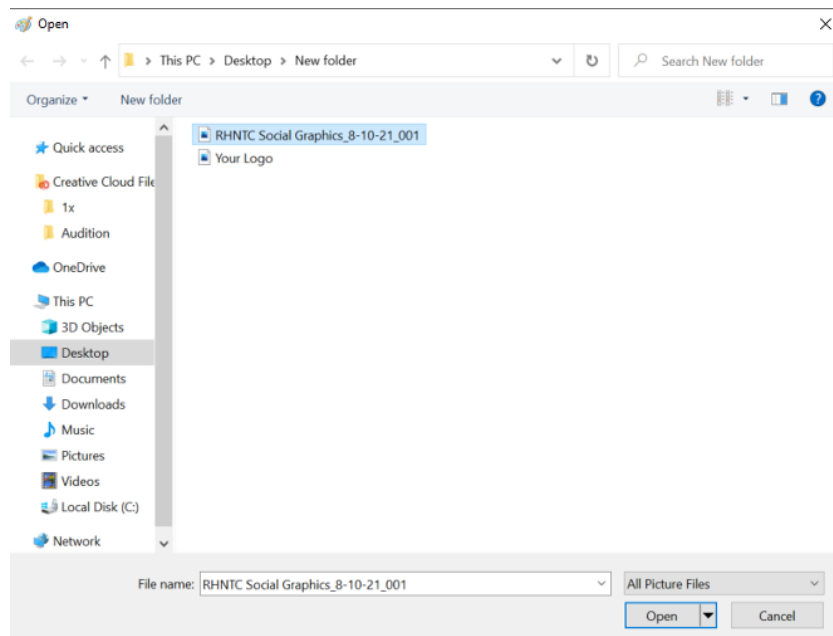 Open
This PC > Desktop > New folder
Search New folder
Organize
New folder
Quick access
Creative Cloud File
1x
Audition
OneDrive
This PC
3D Objects
Desktop
Documents
Downloads
Music
Pictures
Videos
Local Disk (C:)
Network
RHNTC Social Graphics_8-10-21_001
Your Logo
File name: RHNTC Social Graphics_8-10-21_001
All Picture Files
Open
Cancel